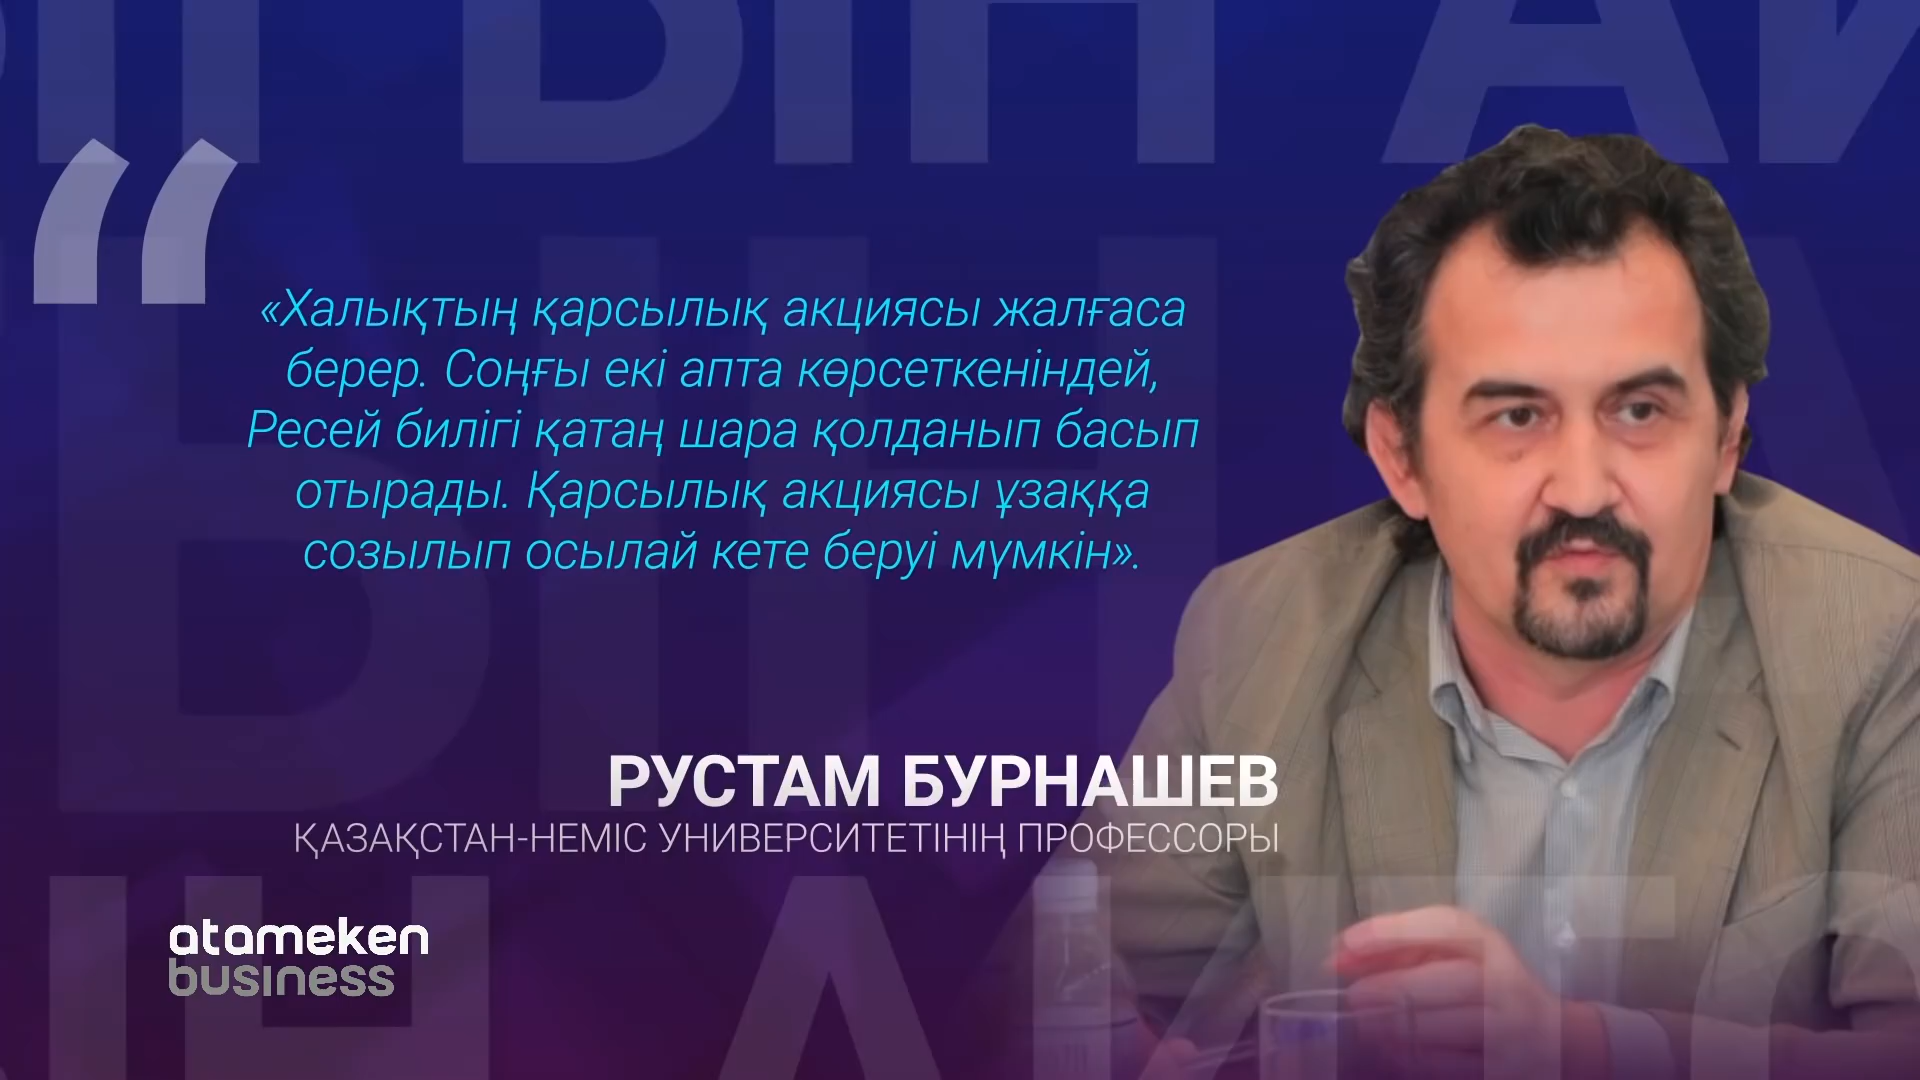 «Халықтың қарсылық акциясы жалғаса
берер. Соңғы екі апта көрсеткеніндей,
Ресей билігі қатаң шара қолданып басып
отырады. Қарсылық акциясы ұзаққа
созылып осылай кете беруі мүмкін».
РУСТАМ БУРНАШЕВ
ҚАЗАҚСТАН-НЕМІС УНИВЕРСИТЕТІНІҢ ПРОФЕССОРЫ
atameken
business